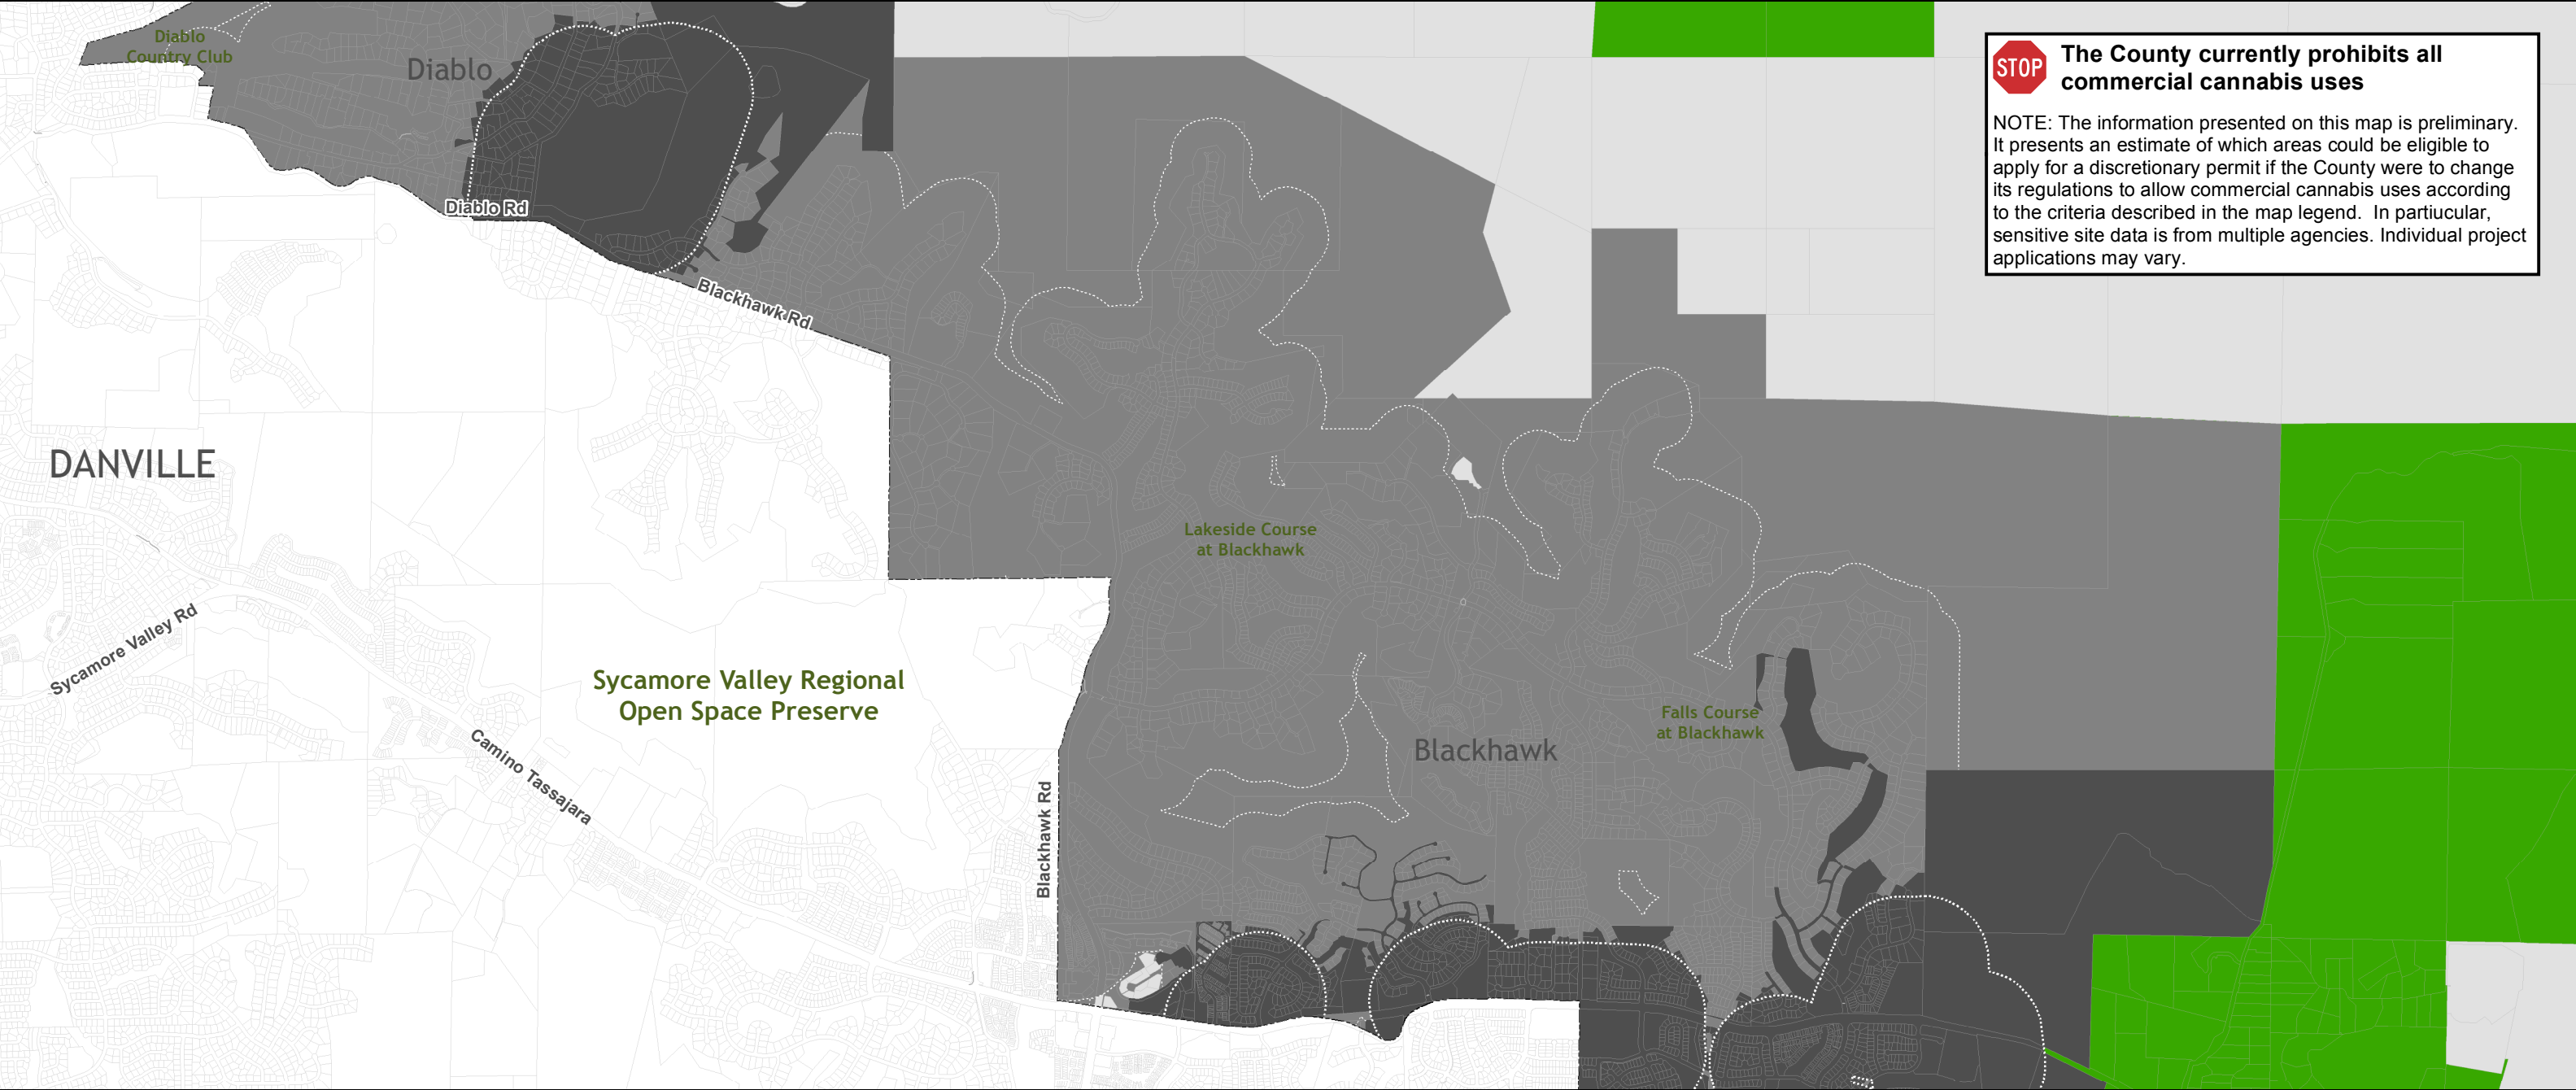 Diablo
Country Club
Diablo
STOP
The County currently prohibits all
commercial cannabis uses
NOTE: The information presented on this map is preliminary.
It presents an estimate of which areas could be eligible to
apply for a discretionary permit if the County were to change
its regulations to allow commercial cannabis uses according
to the criteria described in the map legend.  In partiucular,
sensitive site data is from multiple agencies. Individual project
applications may vary.
Diablo Rd
Blackhawk Rd
DANVILLE
Lakeside Course
at Blackhawk
Sycamore Valley Rd
Sycamore Valley Regional
Open Space Preserve
Falls Course
at Blackhawk
Blackhawk
Camino Tassajara
Blackhawk Rd